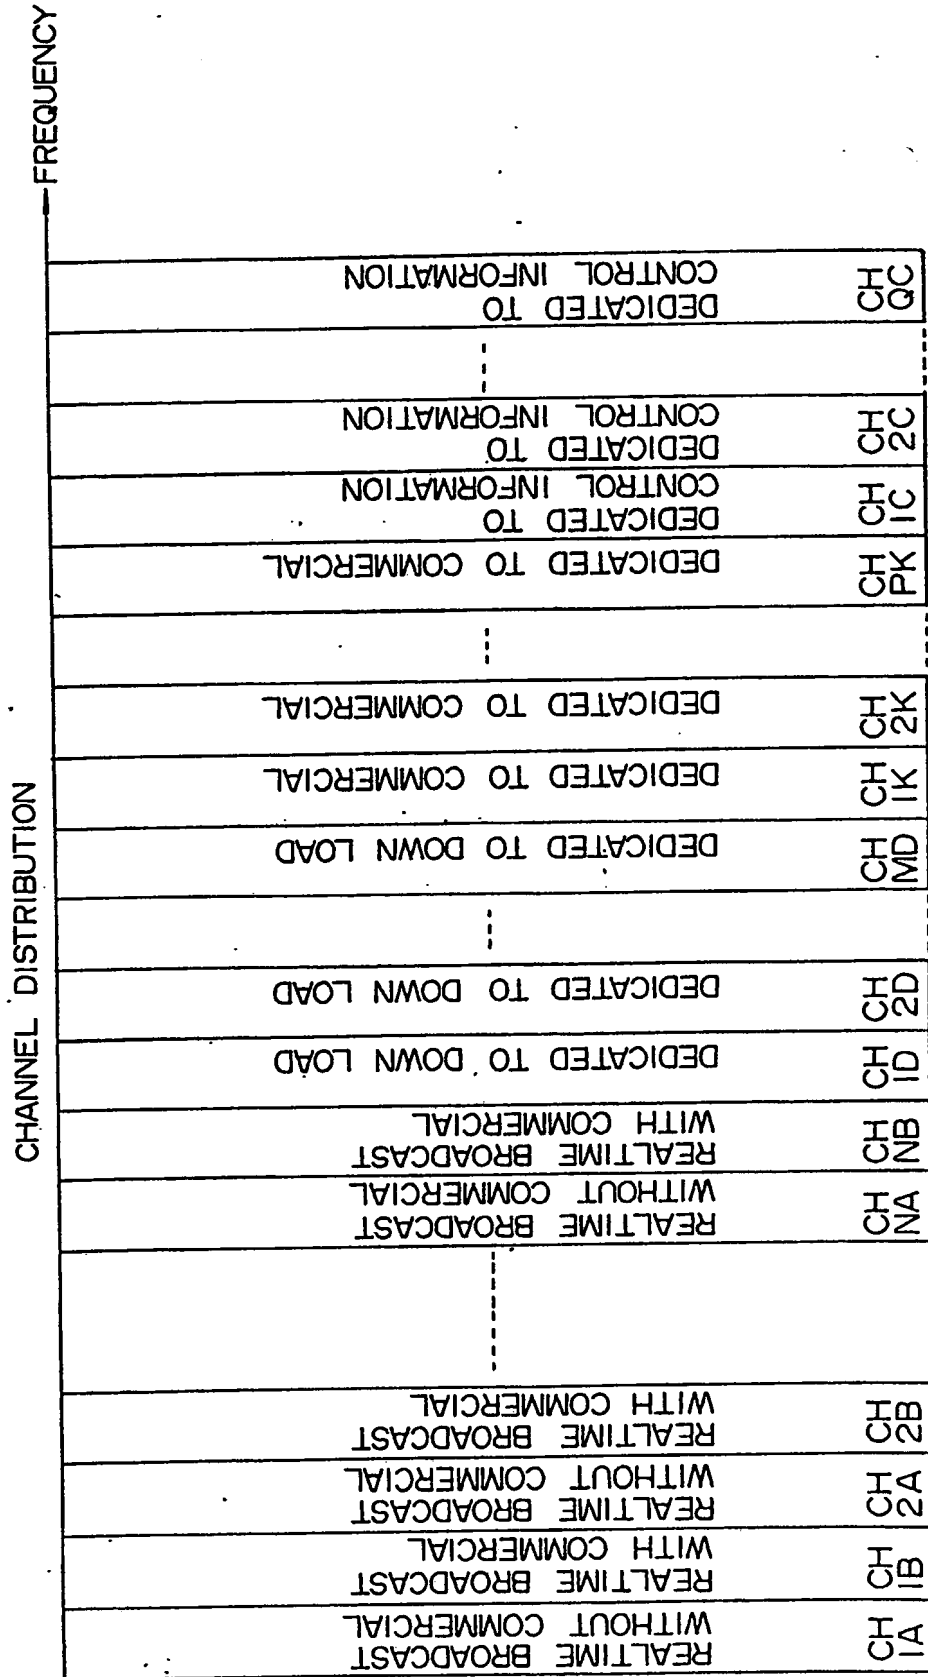 CHANNEL DISTRIBUTION
FREQUENCY
REALTIME BROADCAST
WITHOUT COMMERCIAL
CH
1A
REALTIME BROADCAST
WITH COMMERCIAL
CH
1B
REALTIME BROADCAST
WITHOUT COMMERCIAL
CH
2A
REALTIME BROADCAST
WITH COMMERCIAL
CH
2B
REALTIME BROADCAST
WITHOUT COMMERCIAL
CH
NA
REALTIME BROADCAST
WITH COMMERCIAL
CH
NB
DEDICATED TO DOWN LOAD
CH
1D
DEDICATED TO DOWN LOAD
CH
2D
DEDICATED TO DOWN LOAD
CH
MD
DEDICATED TO COMMERCIAL
CH
1K
DEDICATED TO COMMERCIAL
CH
2K
DEDICATED TO COMMERCIAL
CH
PK
DEDICATED TO
CONTROL INFORMATION
CH
1C
DEDICATED TO
CONTROL INFORMATION
CH
2C
DEDICATED TO
CONTROL INFORMATION
CH
QC